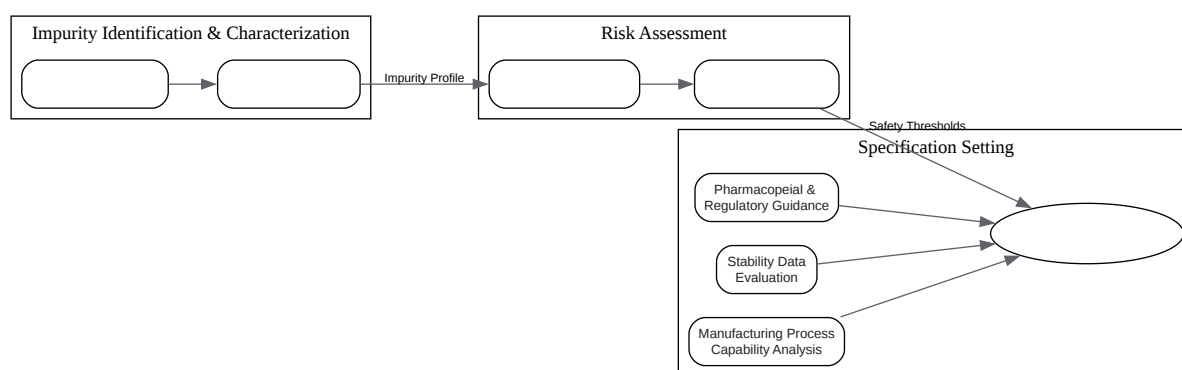 Impurity Identification & Characterization
Risk Assessment
Impurity Profile
Safety Thresholds
Specification Setting
Pharmacopeial &
Regulatory Guidance
Stability Data
Evaluation
Manufacturing Process
Capability Analysis